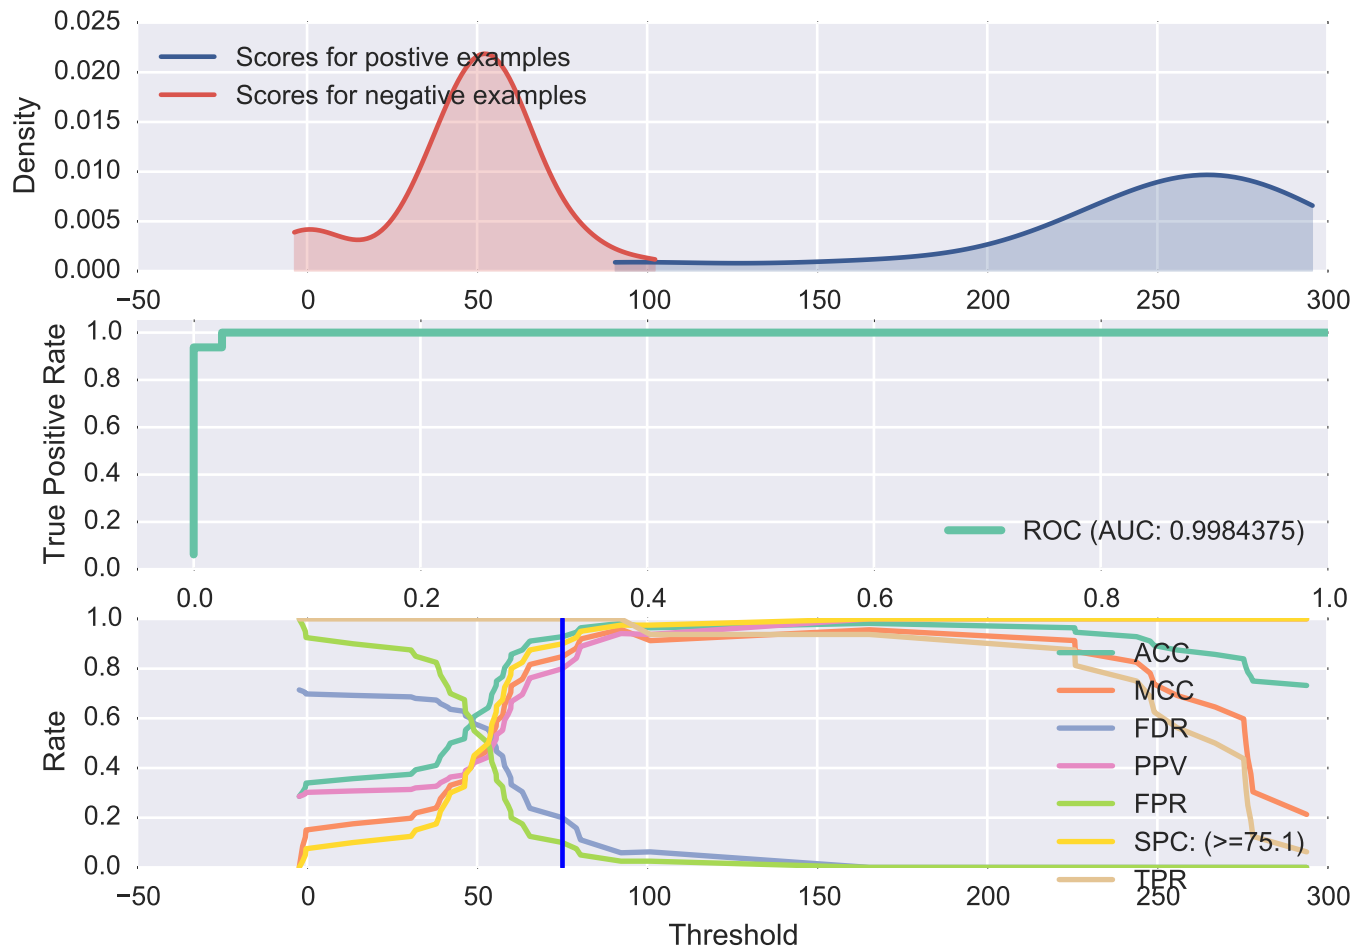 0.025
0.020
0.015
0.010
0.005
0.000
Density
Scores for postive examples
Scores for negative examples
−50 0 50 100 150 200 250 300
1.0
0.8
0.6
0.4
0.2
0.0
True Positive Rate
ROC (AUC: 0.9984375)
0.0 0.2 0.4 0.6 0.8 1.0
1.0
0.8
0.6
0.4
0.2
0.0
Rate
ACC
MCC
FDR
PPV
FPR
SPC: (>=75.1)
TPR
−50 0 50 100 150 200 250 300
Threshold